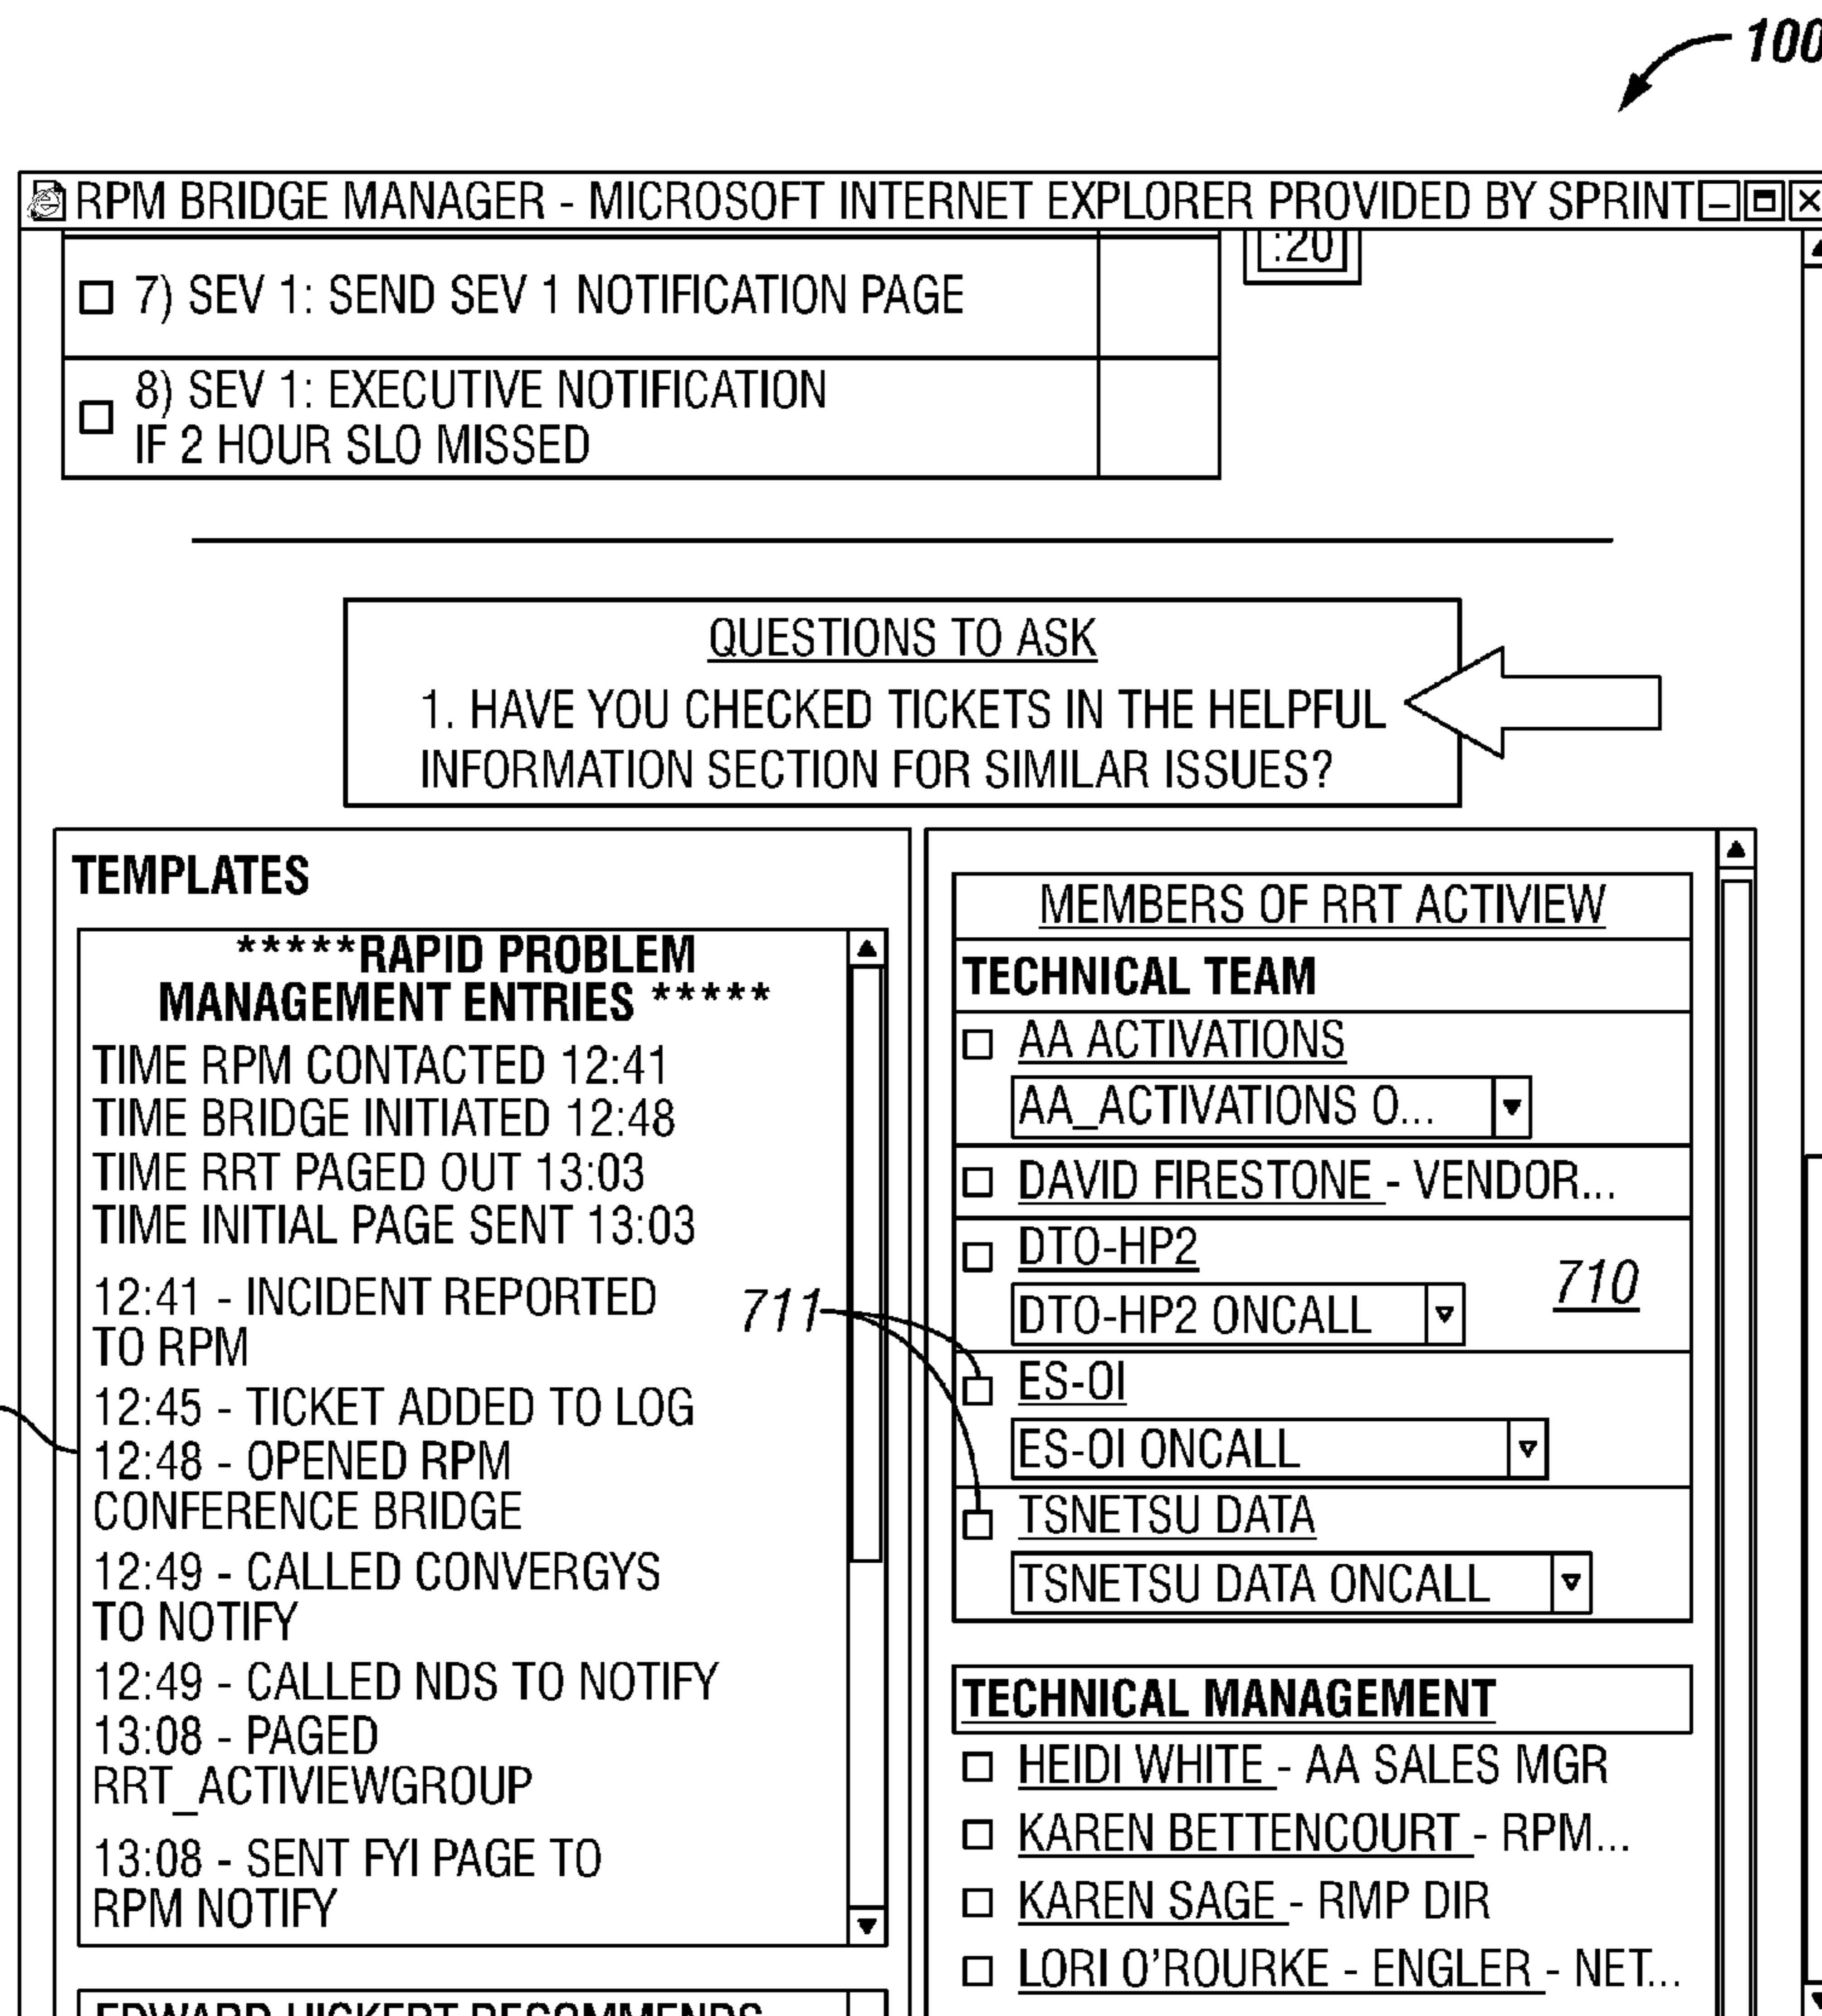 100
RPM BRIDGE MANAGER - MICROSOFT INTERNET EXPLORER PROVIDED BY SPRINT
:20
7) SEV 1: SEND SEV 1 NOTIFICATION PAGE
8) SEV 1: EXECUTIVE NOTIFICATION
IF 2 HOUR SLO MISSED
QUESTIONS TO ASK
1. HAVE YOU CHECKED TICKETS IN THE HELPFUL
INFORMATION SECTION FOR SIMILAR ISSUES?
TEMPLATES
*****RAPID PROBLEM
MANAGEMENT ENTRIES *****
TIME RPM CONTACTED 12:41
TIME BRIDGE INITIATED 12:48
TIME RRT PAGED OUT 13:03
TIME INITIAL PAGE SENT 13:03
12:41 - INCIDENT REPORTED
TO RPM
12:45 - TICKET ADDED TO LOG
12:48 - OPENED RPM
CONFERENCE BRIDGE
12:49 - CALLED CONVERGYS
TO NOTIFY
12:49 - CALLED NDS TO NOTIFY
13:08 - PAGED
RRT_ACTIVIEWGROUP
13:08 - SENT FYI PAGE TO
RPM NOTIFY
EDWARD HICKERT RECOMMENDS
711
MEMBERS OF RRT ACTIVIEW
TECHNICAL TEAM
AA ACTIVATIONS
AA_ACTIVATIONS O...
DAVID FIRESTONE - VENDOR...
DTO-HP2
DTO-HP2 ONCALL
710
ES-OI
ES-OI ONCALL
TSNETSU DATA
TSNETSU DATA ONCALL
TECHNICAL MANAGEMENT
HEIDI WHITE - AA SALES MGR
KAREN BETTENCOURT - RPM...
KAREN SAGE - RMP DIR
LORI O'ROURKE - ENGLER - NET...